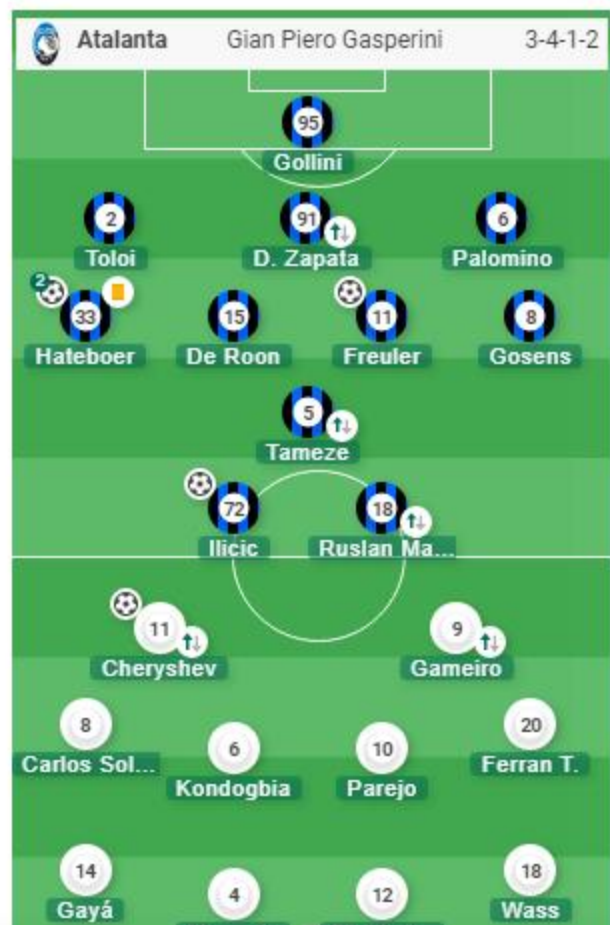 Atalanta Gian Piero Gasperini 3-4-1-2
95
Gollini
2 91 6
Toloi D. Zapata Palomino
2
33 15 11 8
Hateboer De Roon Freuler Gosens
5
Tameze
72 18
Ilicic Ruslan Ma...
11 9
Cheryshev Gameiro
8 6 10 20
Carlos Sol... Ferran T.
Kondogbia Parejo
14 4 12 18
Gayá Wass